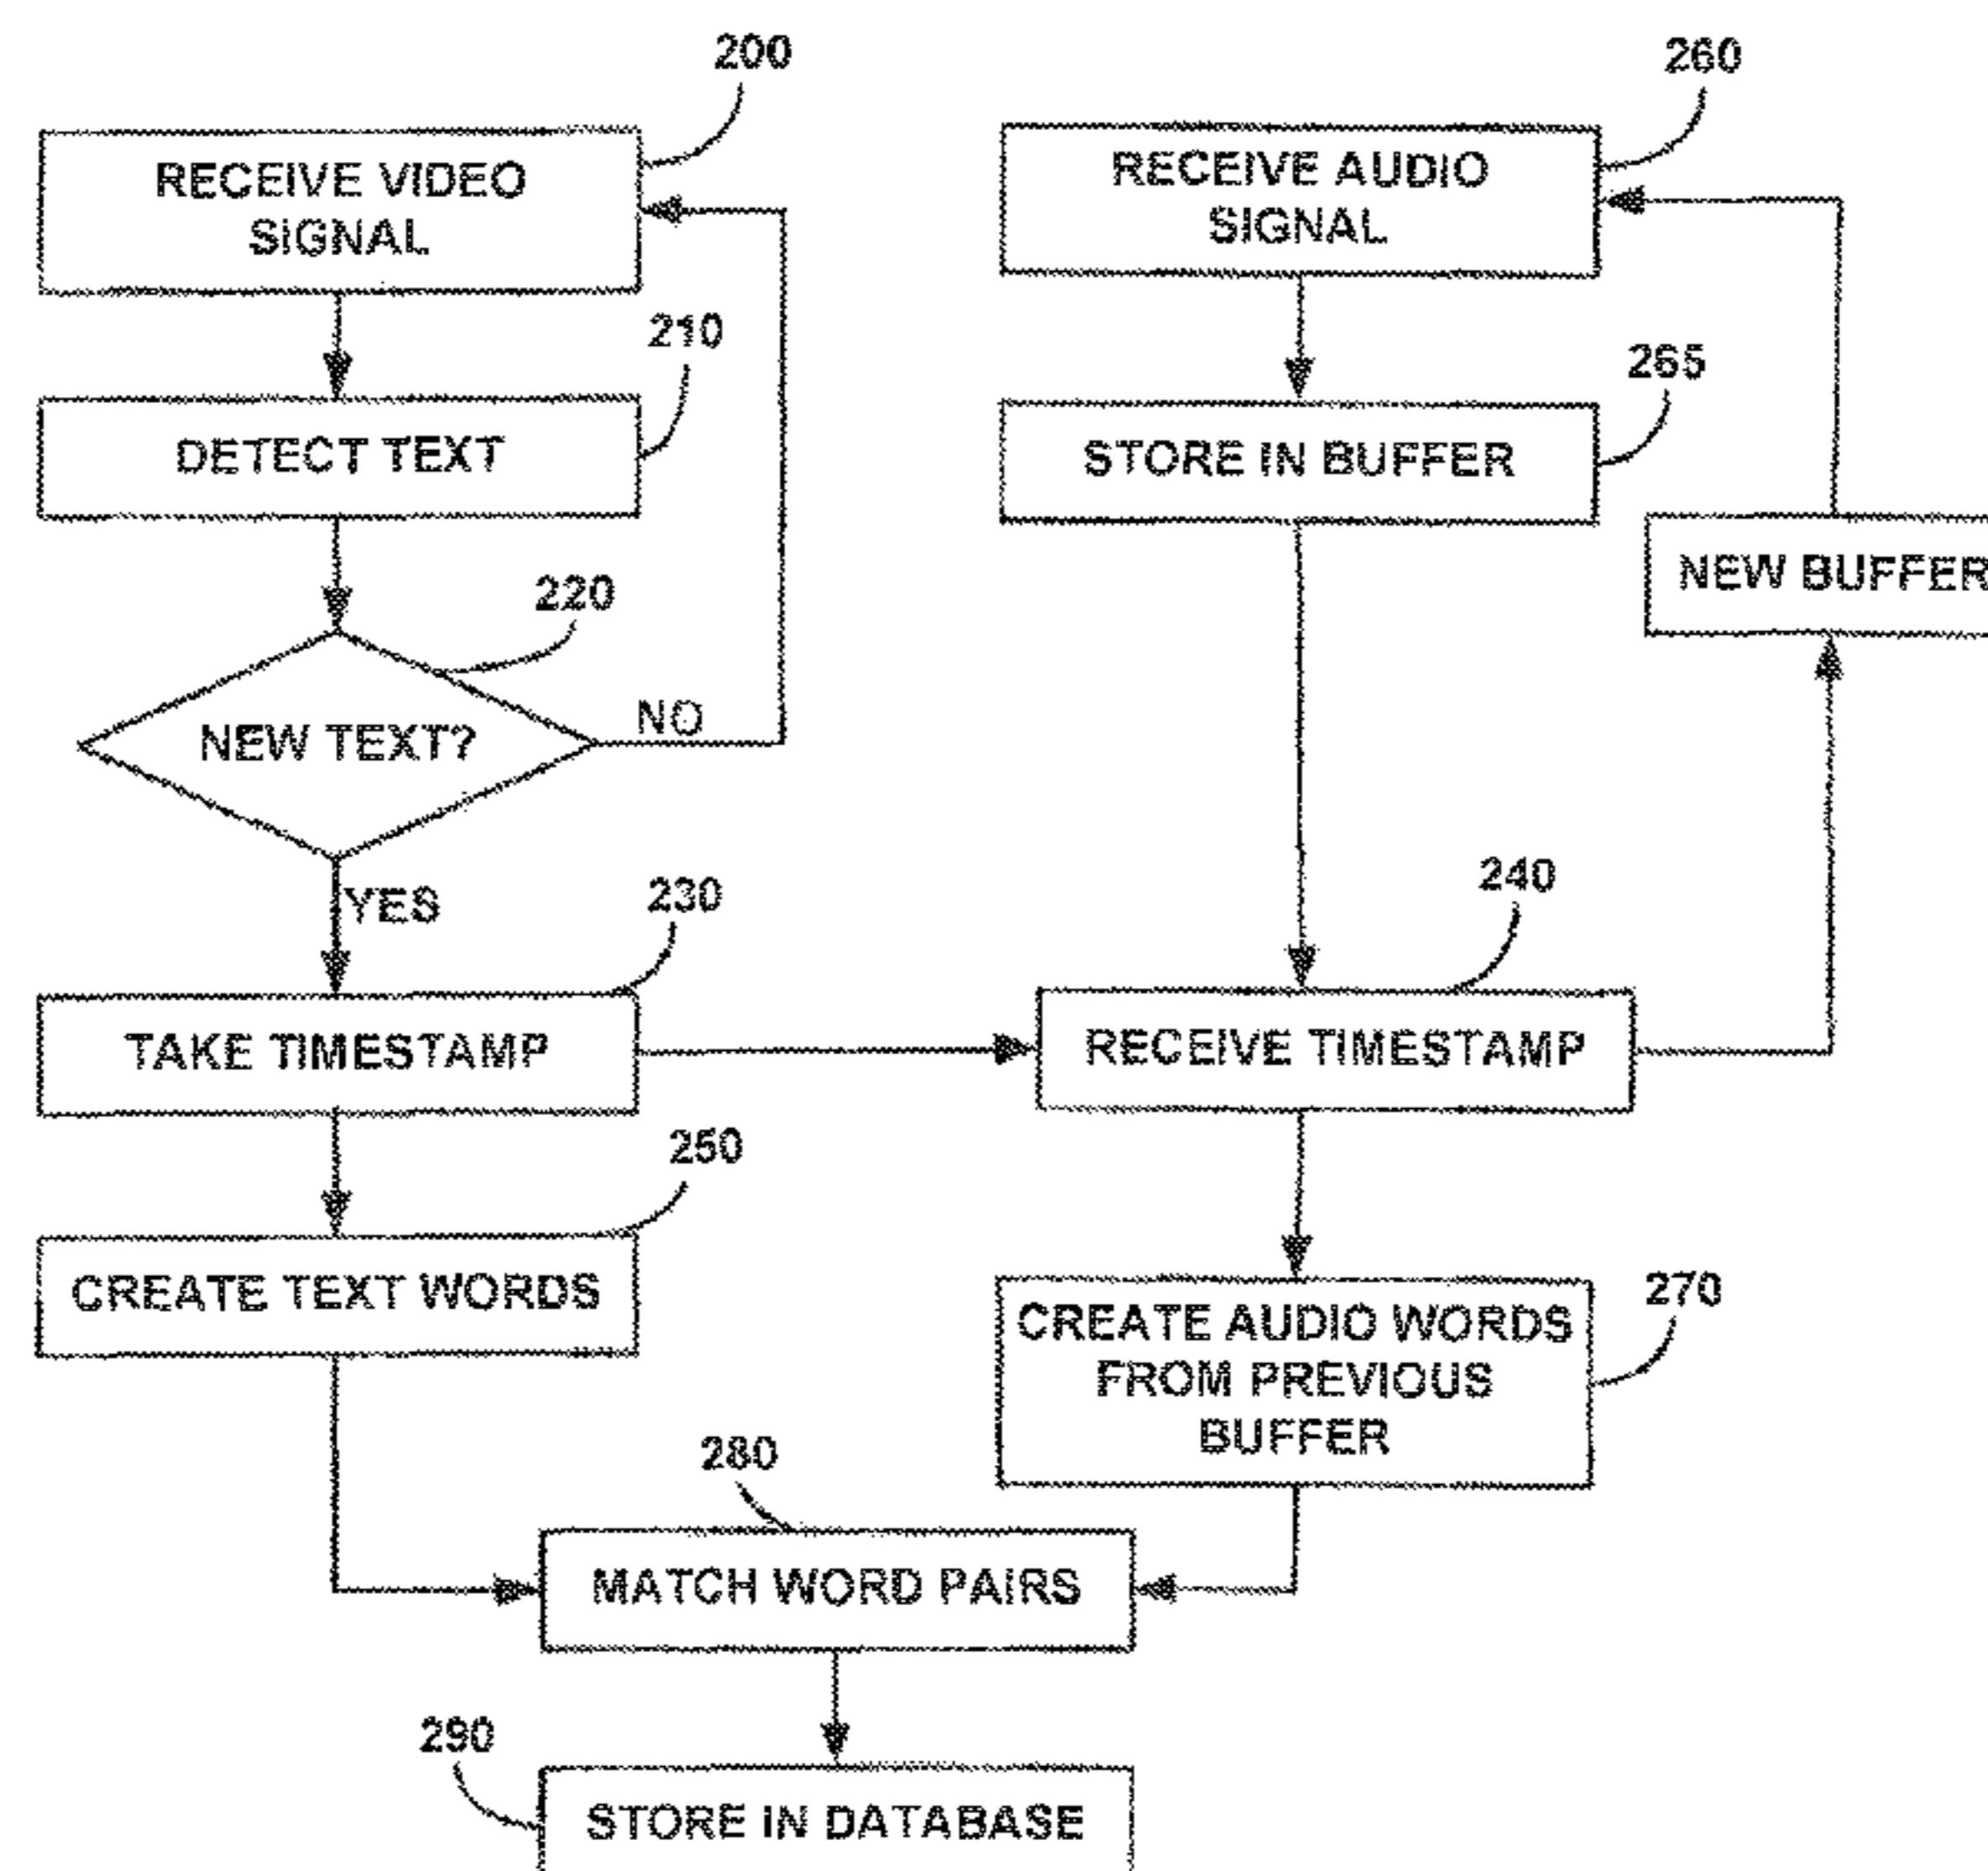 200
RECEIVE VIDEO
SIGNAL
210
DETECT TEXT
220
NEW TEXT?
NO
YES
230
TAKE TIMESTAMP
250
CREATE TEXT WORDS
260
RECEIVE AUDIO
SIGNAL
265
STORE IN BUFFER
NEW BUFFER
240
RECEIVE TIMESTAMP
270
CREATE AUDIO WORDS
FROM PREVIOUS
BUFFER
280
MATCH WORD PAIRS
290
STORE IN DATABASE